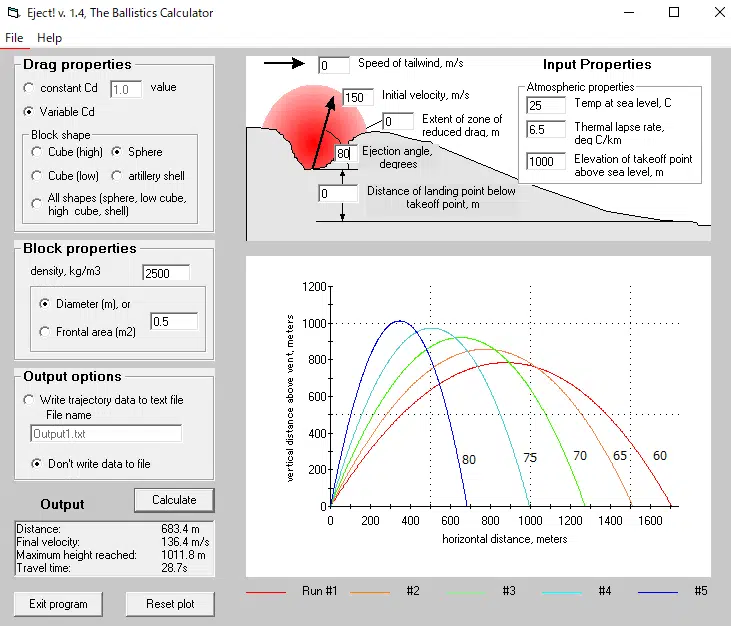 Eject! v. 1.4, The Ballistics Calculator
File Help
Drag properties
constant Cd 1.0 value
Variable Cd
Block shape
Cube (high) Sphere
Cube (low) artillery shell
All shapes (sphere, low cube,
high cube, shell)
Block properties
density, kg/m3 2500
Diameter (m), or
0.5
Frontal area (m2)
Output options
Write trajectory data to text file
File name
Output1.txt
Don't write data to file
Output Calculate
Distance: 683.4 m
Final velocity: 136.4 m/s
Maximum height reached: 1011.8 m
Travel time: 28.7s
Exit program Reset plot
0 Speed of tailwind, m/s
150 Initial velocity, m/s
0 Extent of zone of
reduced drag, m
80 Ejection angle,
degrees
0 Distance of landing point below
takeoff point, m
Input Properties
Atmospheric properties
25 Temp at sea level, C
6.5 Thermal lapse rate,
deg C/km
1000 Elevation of takeoff point
above sea level, m
vertical distance above vent, meters
1200
1000
800
600
400
200
0
80 75 70 65 60
0 200 400 600 800 1000 1200 1400 1600
horizontal distance, meters
Run #1 #2 #3 #4 #5